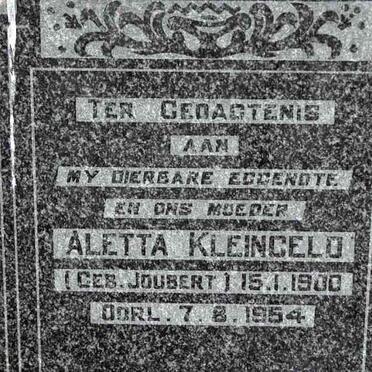 TER GEDAGTENIS
AAN
MY DIERBARE EGGENOTE
EN ONS MOEDER
ALETTA KLEINGELD
(GEB. JOUBERT) 15.1.1900
OORL. 7.8.1954.